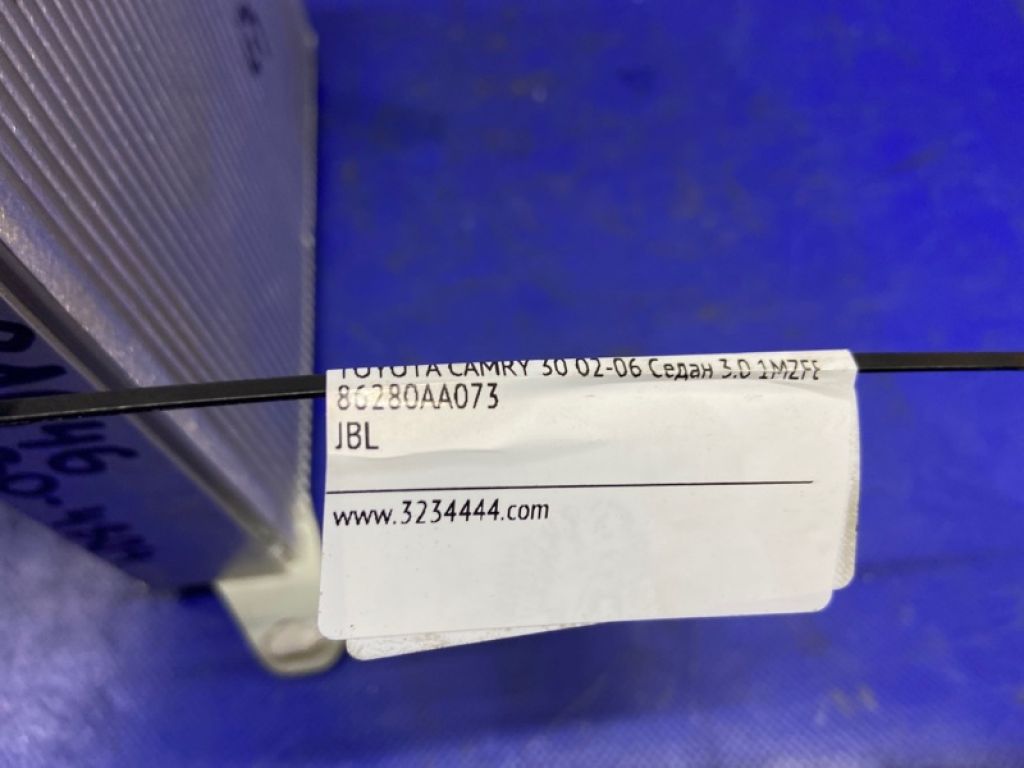 TOYOTA CAMRY 30 02-06 Седан 3.0 1MZFE
86280AA073
JBL
www.3234444.com